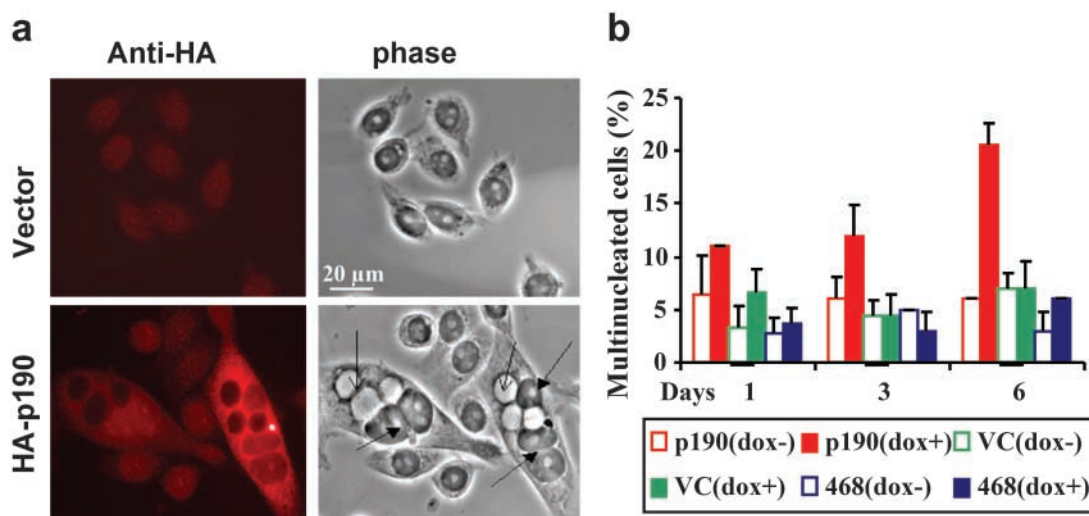 a
Anti-HA
phase
Vector
20 µm
HA-p190
b
Multinucleated cells (%)
25
20
15
10
5
0
Days 1 3 6
p190(dox-) p190(dox+) VC(dox-)
VC(dox+) 468(dox-) 468(dox+)